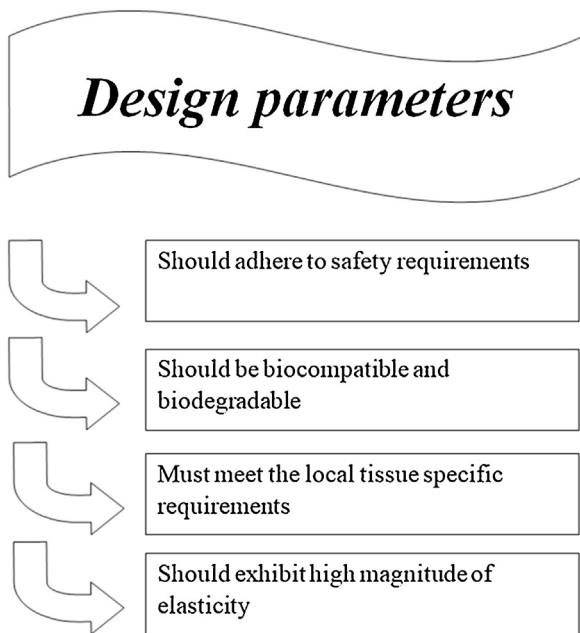 Design parameters
Should adhere to safety requirements
Should be biocompatible and
biodegradable
Must meet the local tissue specific
requirements
Should exhibit high magnitude of
elasticity